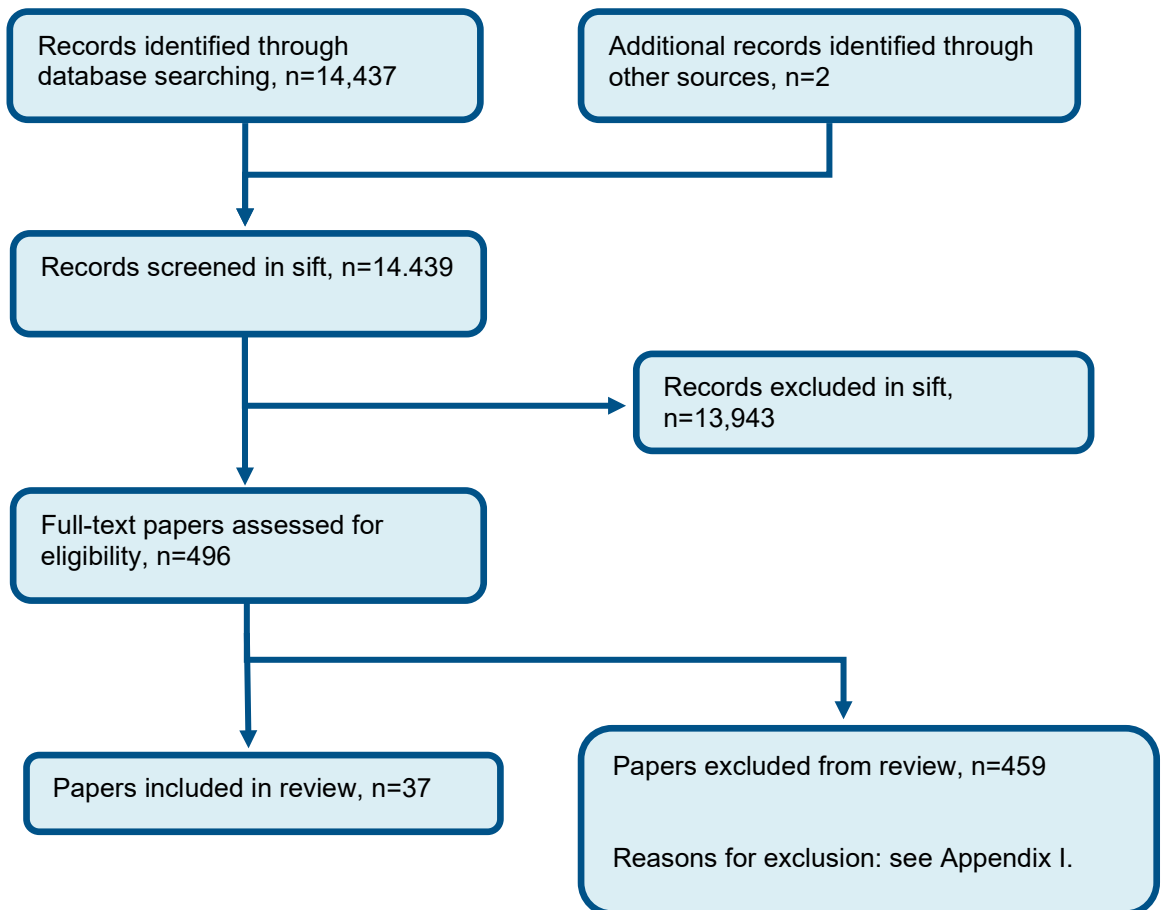 Records identified through
database searching, n=14,437
Additional records identified through
other sources, n=2
Records screened in sift, n=14.439
Records excluded in sift,
n=13,943
Full-text papers assessed for
eligibility, n=496
Papers included in review, n=37
Papers excluded from review, n=459
Reasons for exclusion: see Appendix I.